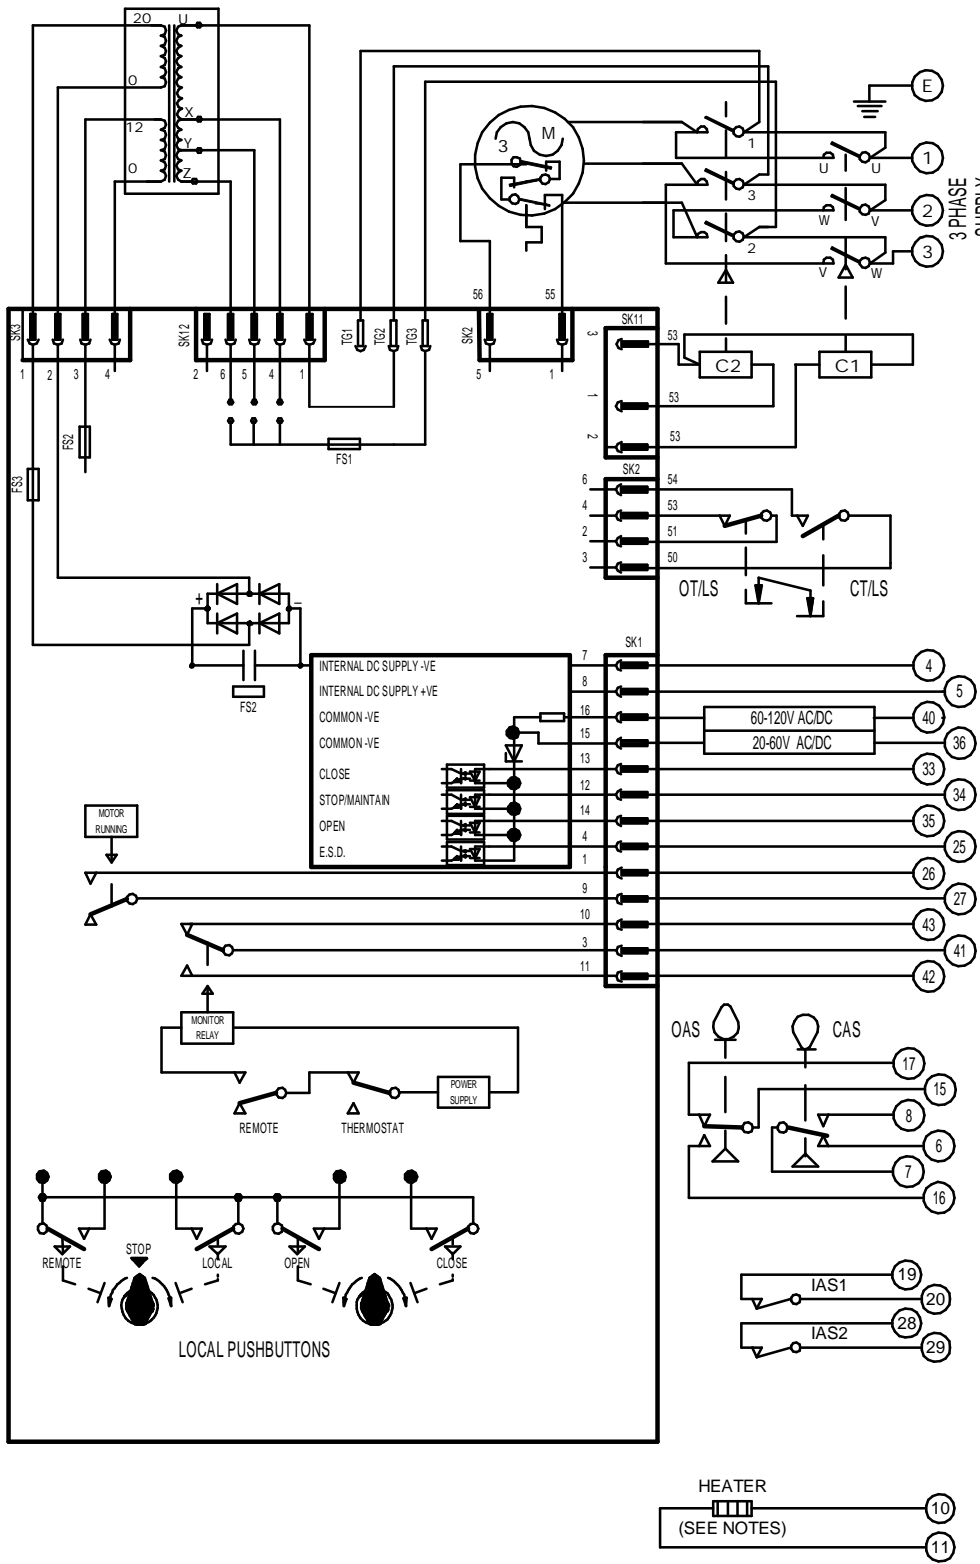 20
U
0
X
12
Y
0
Z
3
M
E
1
U
U
1
3
W
V
2
2
V
W
3
3 PHASE
SUPPLY
56
55
SK3
SK12
TG1
TG2
TG3
SK2
SK11
1
2
3
4
2
6
5
4
1
5
1
3
53
C2
C1
1
53
2
53
FS2
FS1
FS3
SK2
6
54
4
53
2
51
3
50
OT/LS
CT/LS
+
−
FS2
SK1
INTERNAL DC SUPPLY -VE
7
4
INTERNAL DC SUPPLY +VE
8
5
COMMON -VE
16
60-120V AC/DC
40
COMMON -VE
15
20-60V AC/DC
36
CLOSE
13
33
STOP/MAINTAIN
12
34
OPEN
14
35
E.S.D.
4
25
MOTOR
RUNNING
1
26
9
27
10
43
3
41
11
42
MONITOR
RELAY
REMOTE
THERMOSTAT
POWER
SUPPLY
OAS
CAS
17
15
8
6
7
16
REMOTE
STOP
LOCAL
OPEN
CLOSE
LOCAL PUSHBUTTONS
IAS1
19
20
IAS2
28
29
HEATER
(SEE NOTES)
10
11